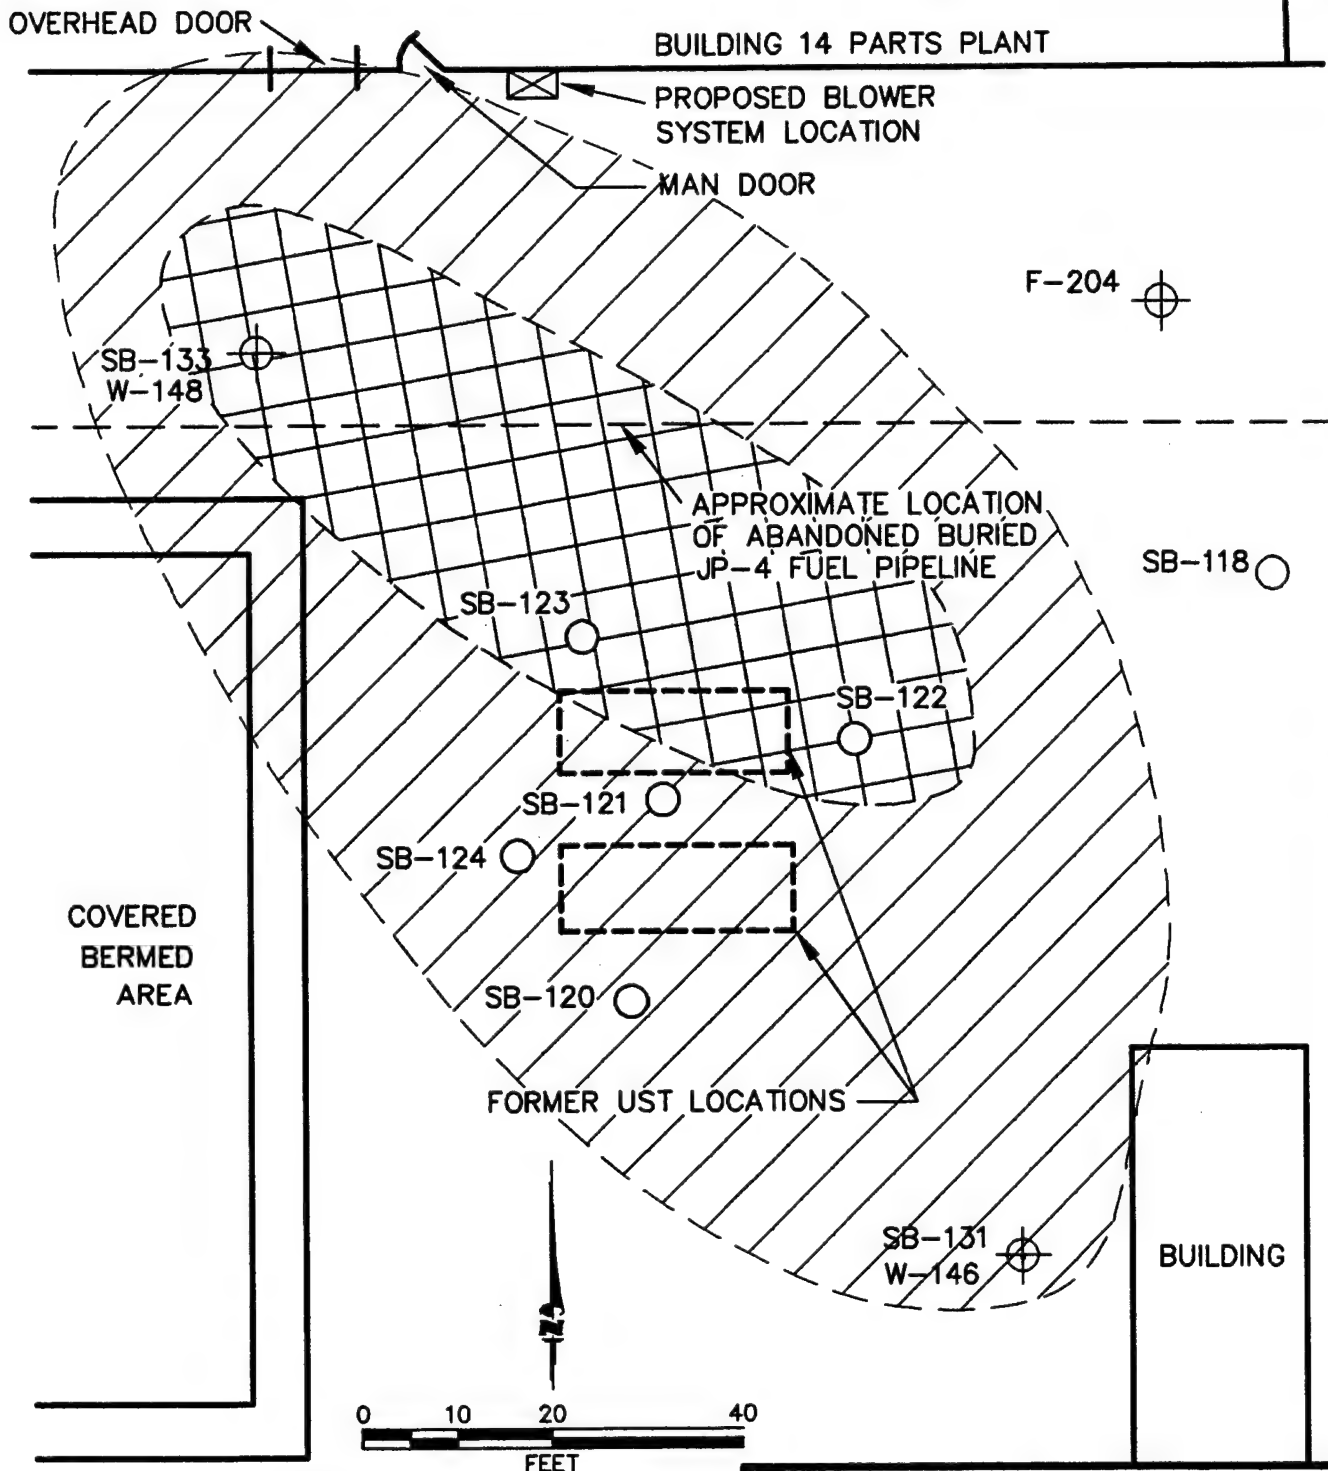 OVERHEAD DOOR
BUILDING 14 PARTS PLANT
PROPOSED BLOWER
SYSTEM LOCATION
MAN DOOR
F-204
SB-133
W-148
APPROXIMATE LOCATION
OF ABANDONED BURIED
JP-4 FUEL PIPELINE
SB-118
SB-123
SB-122
SB-121
SB-124
COVERED
BERMED
AREA
SB-120
FORMER UST LOCATIONS
SB-131
W-146
BUILDING
N
0 10 20 40
FEET